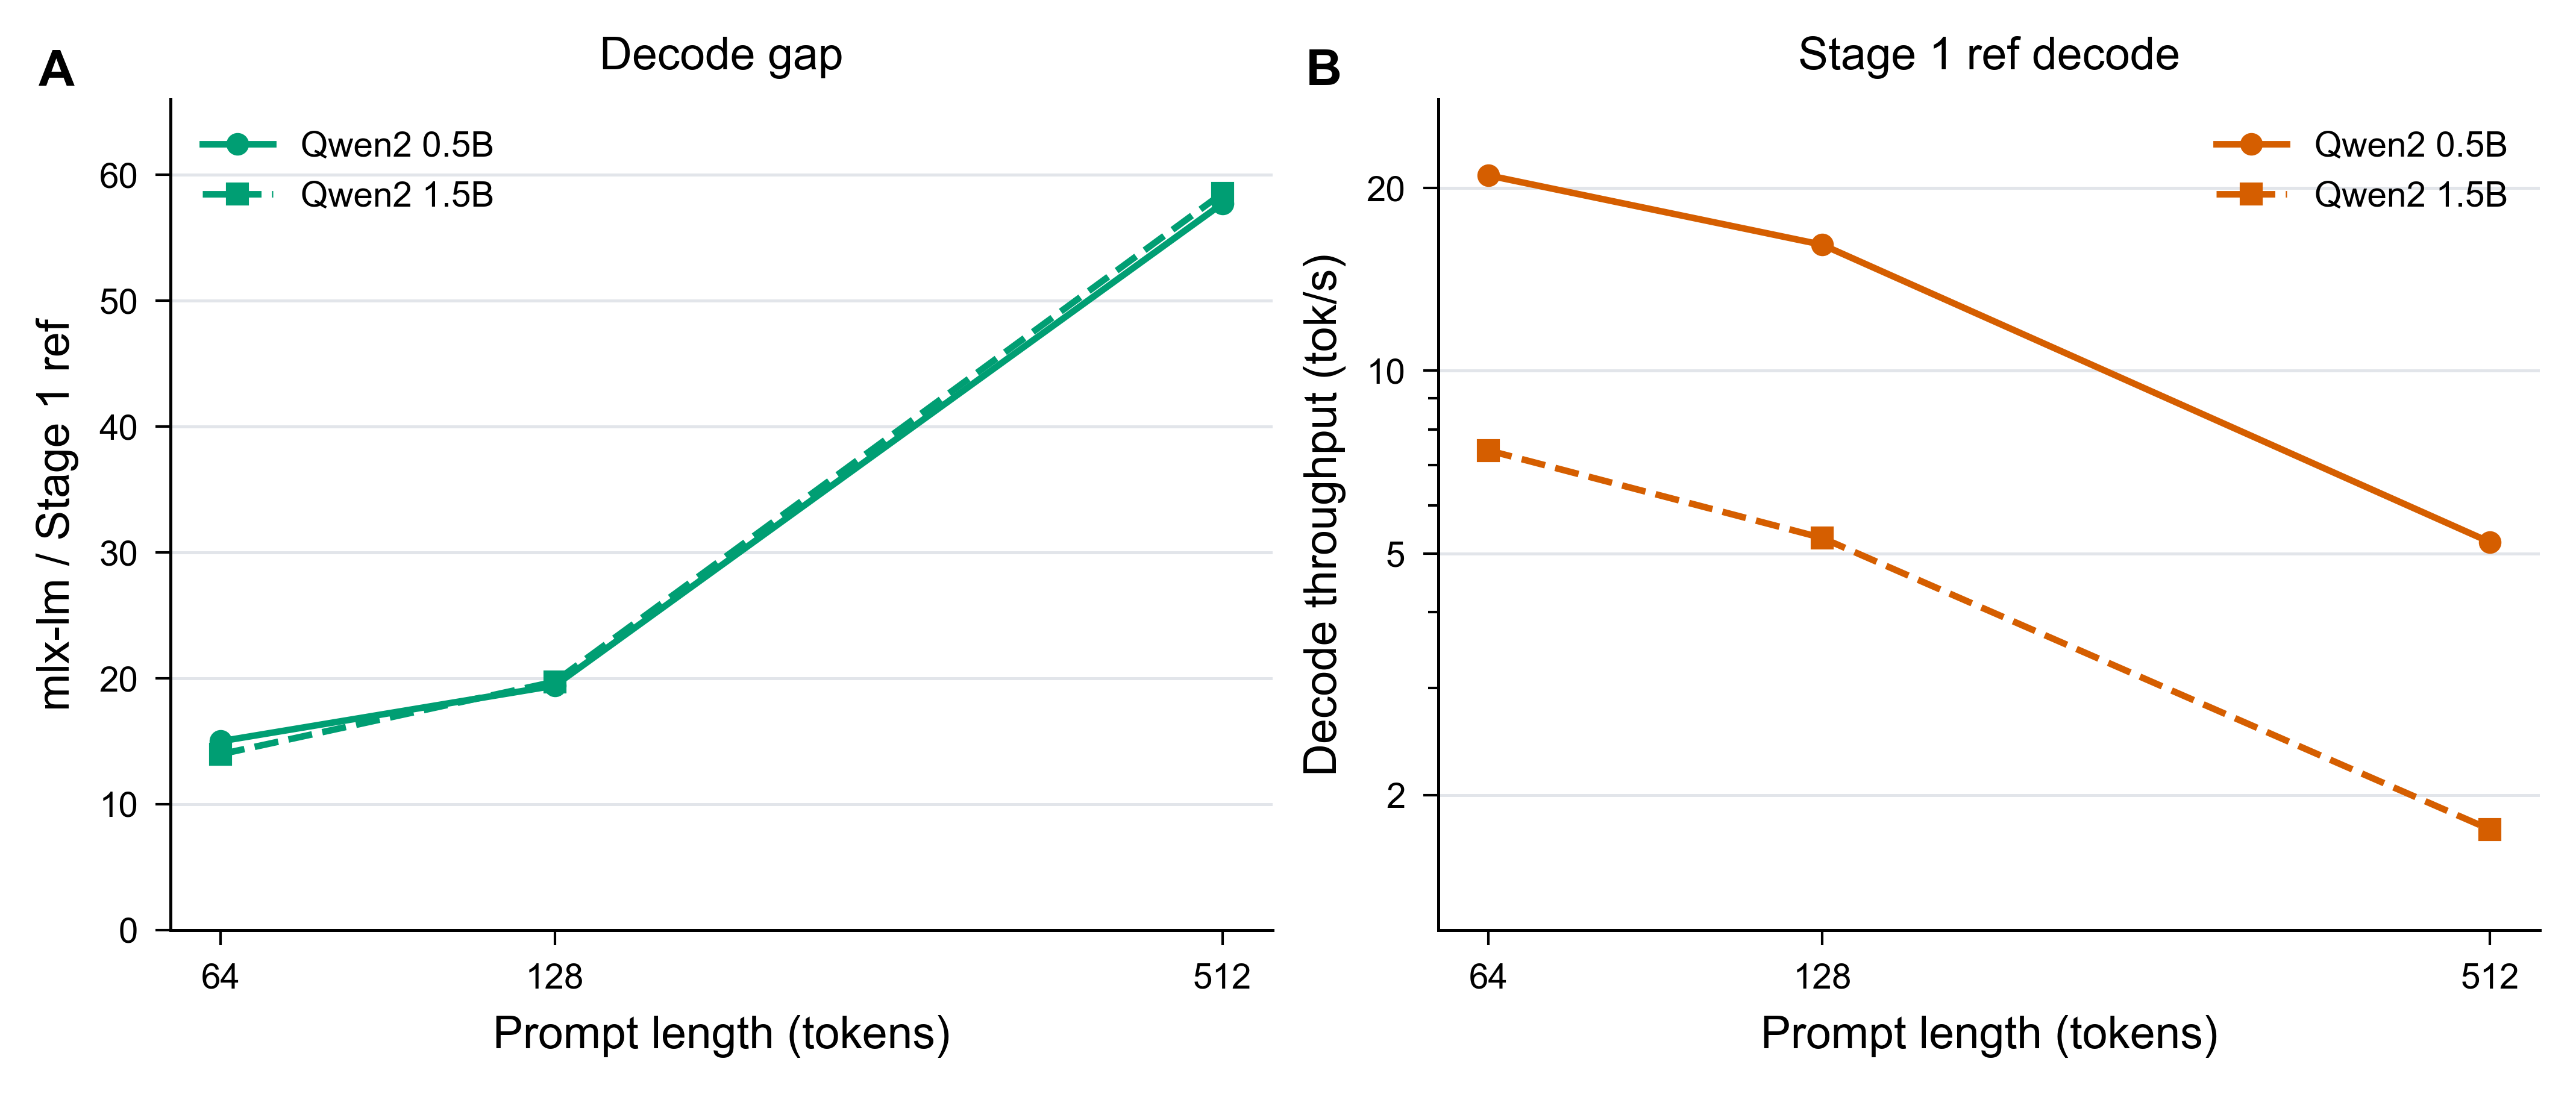 A
Decode gap
Qwen2 0.5B
Qwen2 1.5B
mlx-lm / Stage 1 ref
60
50
40
30
20
10
0
64
128
512
Prompt length (tokens)
B
Stage 1 ref decode
Qwen2 0.5B
Qwen2 1.5B
Decode throughput (tok/s)
20
10
5
2
64
128
512
Prompt length (tokens)